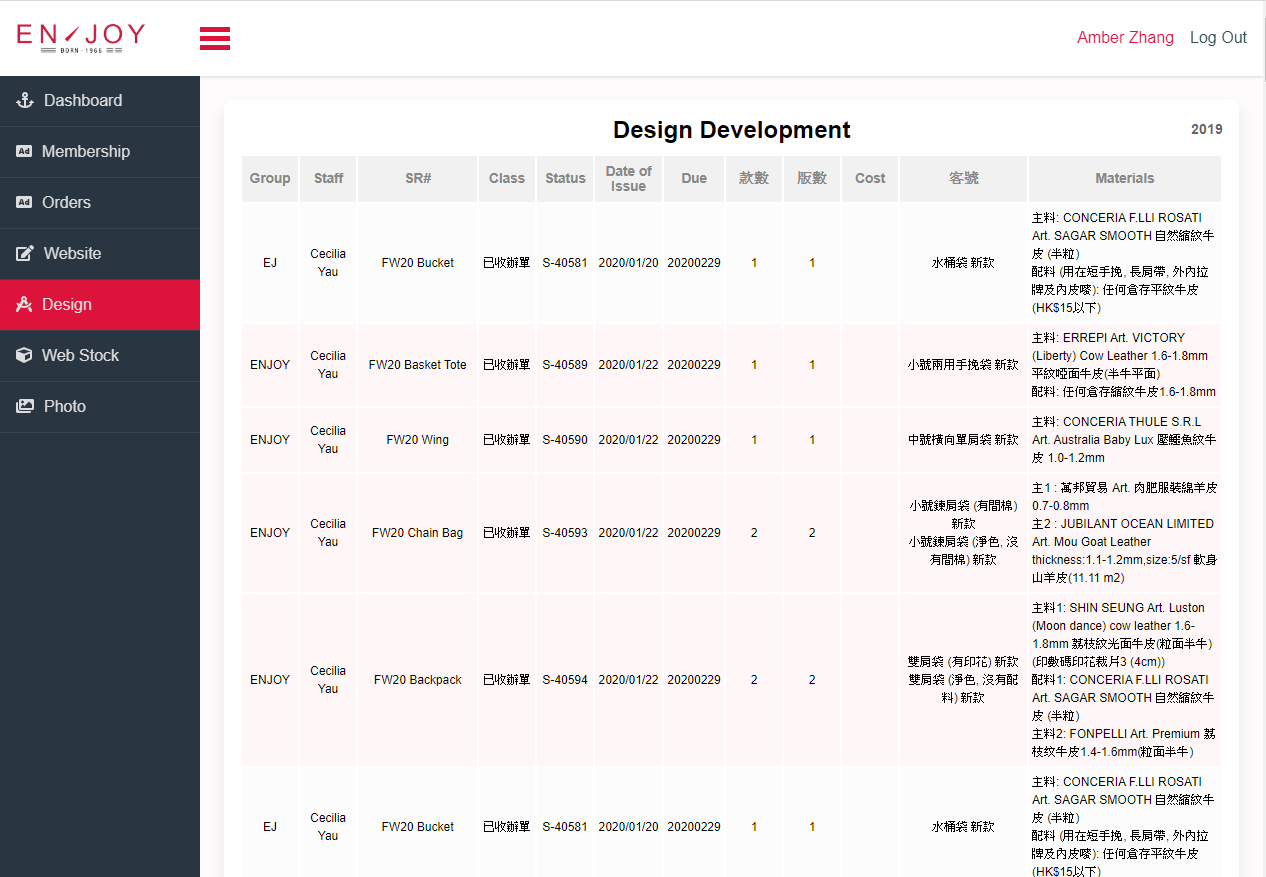 EN/JOY
BORN · 1966
Amber Zhang Log Out
Dashboard
Membership
Orders
Website
Design
Web Stock
Photo
Design Development
2019
Group Staff SR# Class Status Date of Issue Due 款數 版數 Cost 客號 Materials
EJ
Cecilia
Yau
FW20 Bucket
已收辦單
S-40581
2020/01/20
20200229
1
1
水桶袋 新款
主料: CONCERIA F.LLI ROSATI
Art. SAGAR SMOOTH 自然縮紋牛
皮 (半粒)
配料 (用在短手挽, 長肩帶, 外內拉
牌及內皮嘜): 任何倉存平紋牛皮
(HK$15以下)
ENJOY
Cecilia
Yau
FW20 Basket Tote
已收辦單
S-40589
2020/01/22
20200229
1
1
小號兩用手挽袋 新款
主料: ERREPI Art. VICTORY
(Liberty) Cow Leather 1.6-1.8mm
平紋啞面牛皮(半牛平面)
配料: 任何倉存縮紋牛皮1.6-1.8mm
ENJOY
Cecilia
Yau
FW20 Wing
已收辦單
S-40590
2020/01/22
20200229
1
1
中號橫向單肩袋 新款
主料: CONCERIA THULE S.R.L
Art. Australia Baby Lux 壓鱷魚紋牛
皮 1.0-1.2mm
ENJOY
Cecilia
Yau
FW20 Chain Bag
已收辦單
S-40593
2020/01/22
20200229
2
2
小號鍊肩袋 (有間棉)
新款
小號鍊肩袋 (淨色, 沒
有間棉) 新款
主1 : 萬邦貿易 Art. 肉肥服裝綿羊皮
0.7-0.8mm
主2 : JUBILANT OCEAN LIMITED
Art. Mou Goat Leather
thickness:1.1-1.2mm,size:5/sf 軟身
山羊皮(11.11 m2)
ENJOY
Cecilia
Yau
FW20 Backpack
已收辦單
S-40594
2020/01/22
20200229
2
2
雙肩袋 (有印花) 新款
雙肩袋 (淨色, 沒有配
料) 新款
主料1: SHIN SEUNG Art. Luston
(Moon dance) cow leather 1.6-
1.8mm 荔枝紋光面牛皮(粒面半牛)
(印數碼印花裁片3 (4cm))
配料1: CONCERIA F.LLI ROSATI
Art. SAGAR SMOOTH 自然縮紋牛
皮 (半粒)
主料2: FONPELLI Art. Premium 荔
枝纹牛皮1.4-1.6mm(粒面半牛)
EJ
Cecilia
Yau
FW20 Bucket
已收辦單
S-40581
2020/01/20
20200229
1
1
水桶袋 新款
主料: CONCERIA F.LLI ROSATI
Art. SAGAR SMOOTH 自然縮紋牛
皮 (半粒)
配料 (用在短手挽, 長肩帶, 外內拉
牌及內皮嘜): 任何倉存平紋牛皮
(HK$15以下)